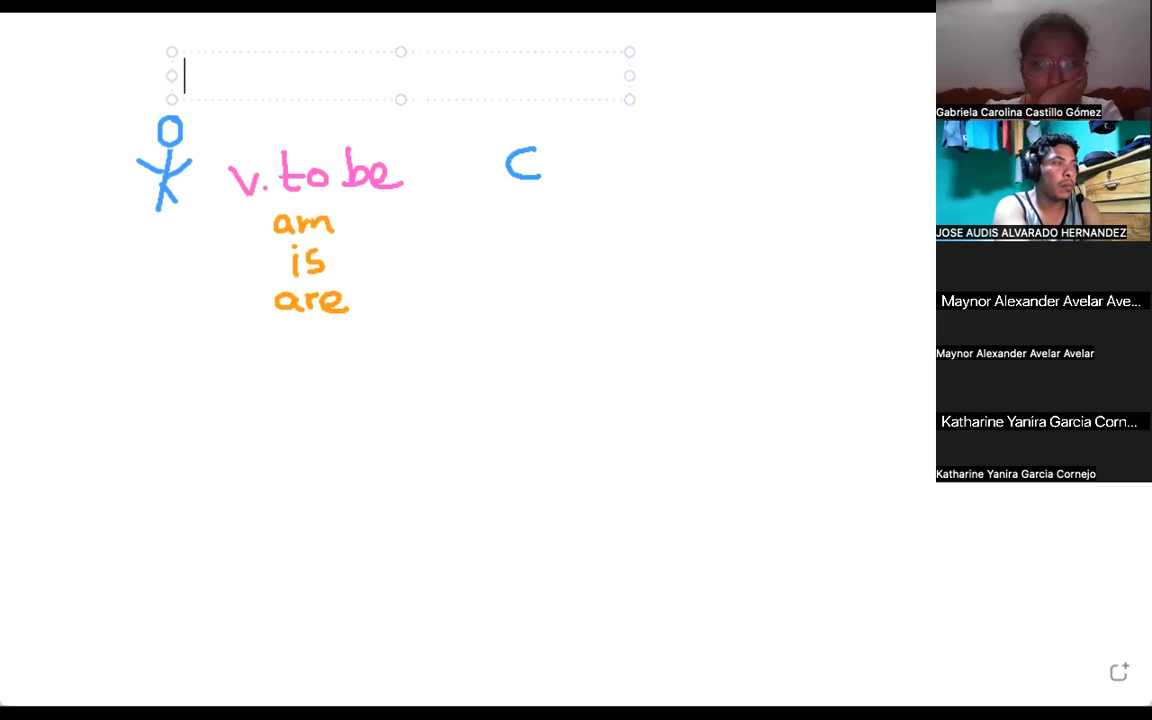 v. to be
C
am
is
are
Gabriela Carolina Castillo Gómez
JOSE AUDIS ALVARADO HERNANDEZ
Maynor Alexander Avelar Ave...
Maynor Alexander Avelar Avelar
Katharine Yanira Garcia Corn...
Katharine Yanira Garcia Cornejo